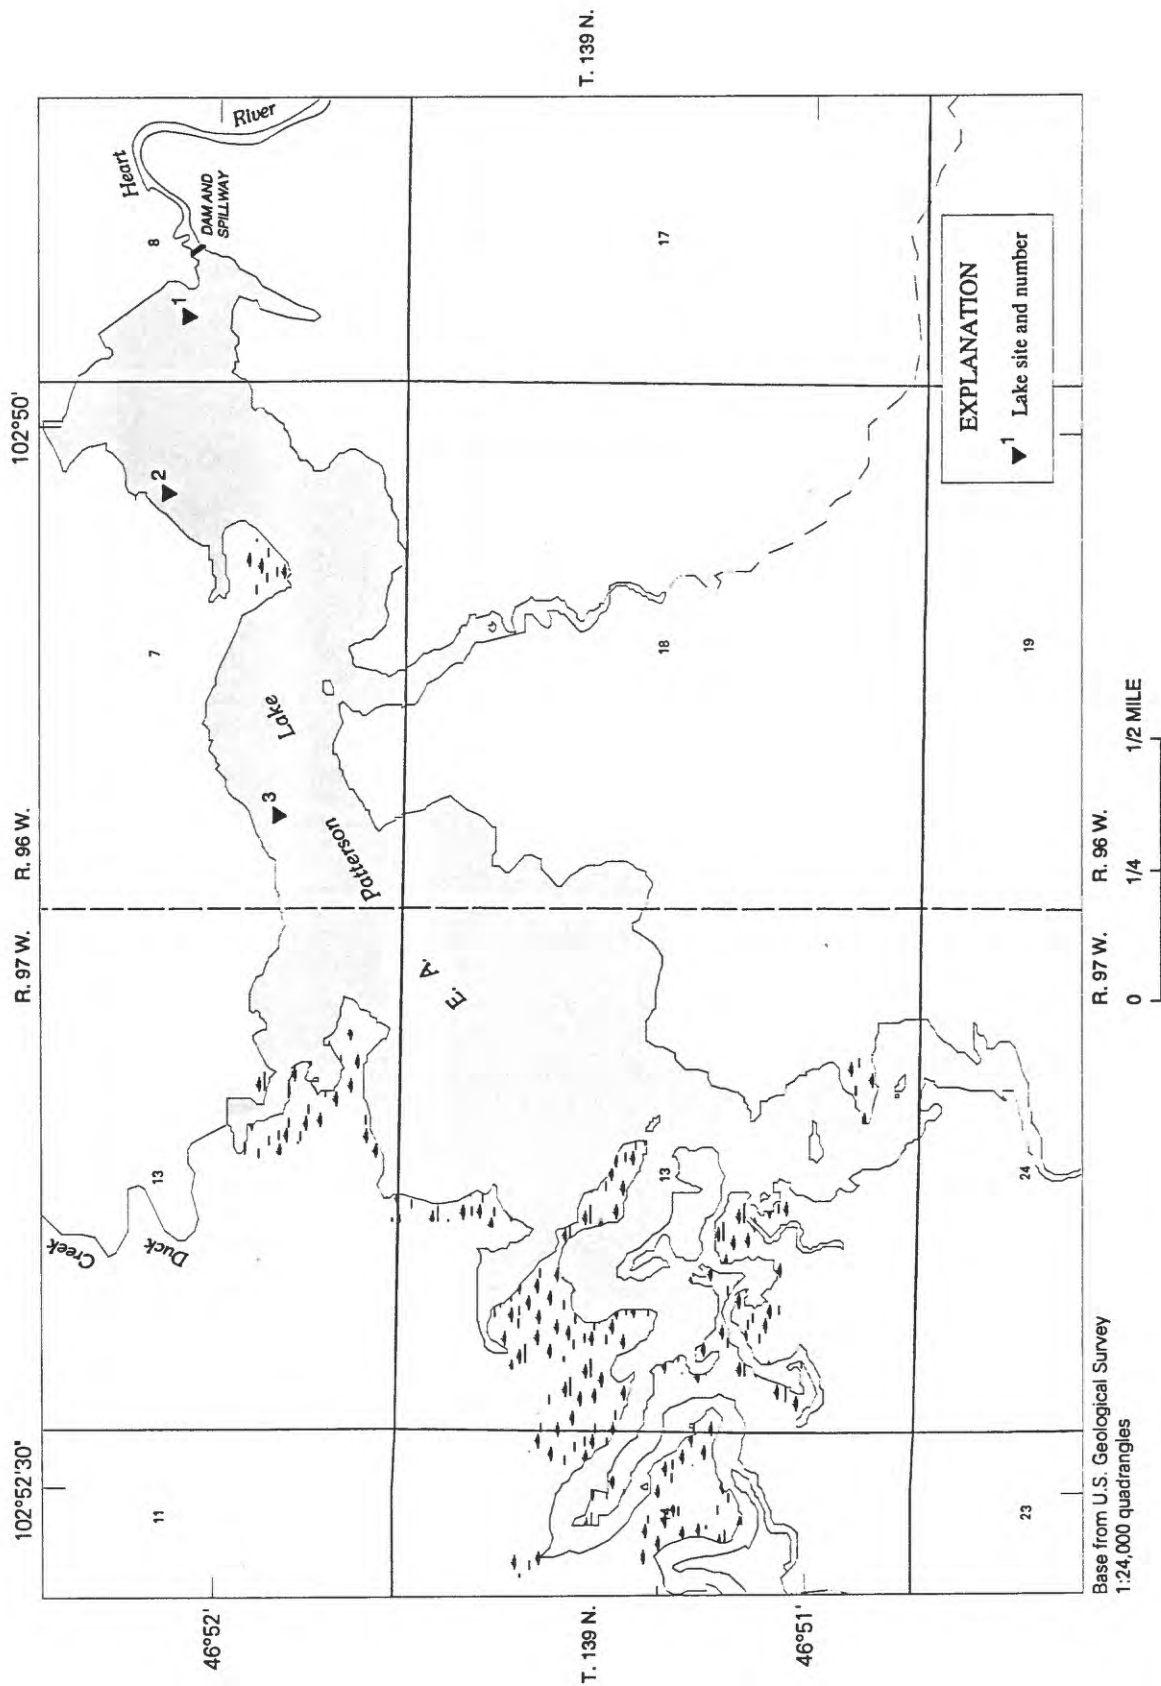 102°52'30"
R. 97 W.
R. 96 W.
102°50'
Creek
Duck
Heart
River
11
13
7
8
DAM AND
SPILLWAY
2
1
46°52'
3
E. A.
Patterson
Lake
T. 139 N.
T. 139 N.
14
13
18
17
46°51'
23
24
19
EXPLANATION
1
Lake site and number
Base from U.S. Geological Survey
1:24,000 quadrangles
R. 97 W.
R. 96 W.
0
1/4
1/2 MILE